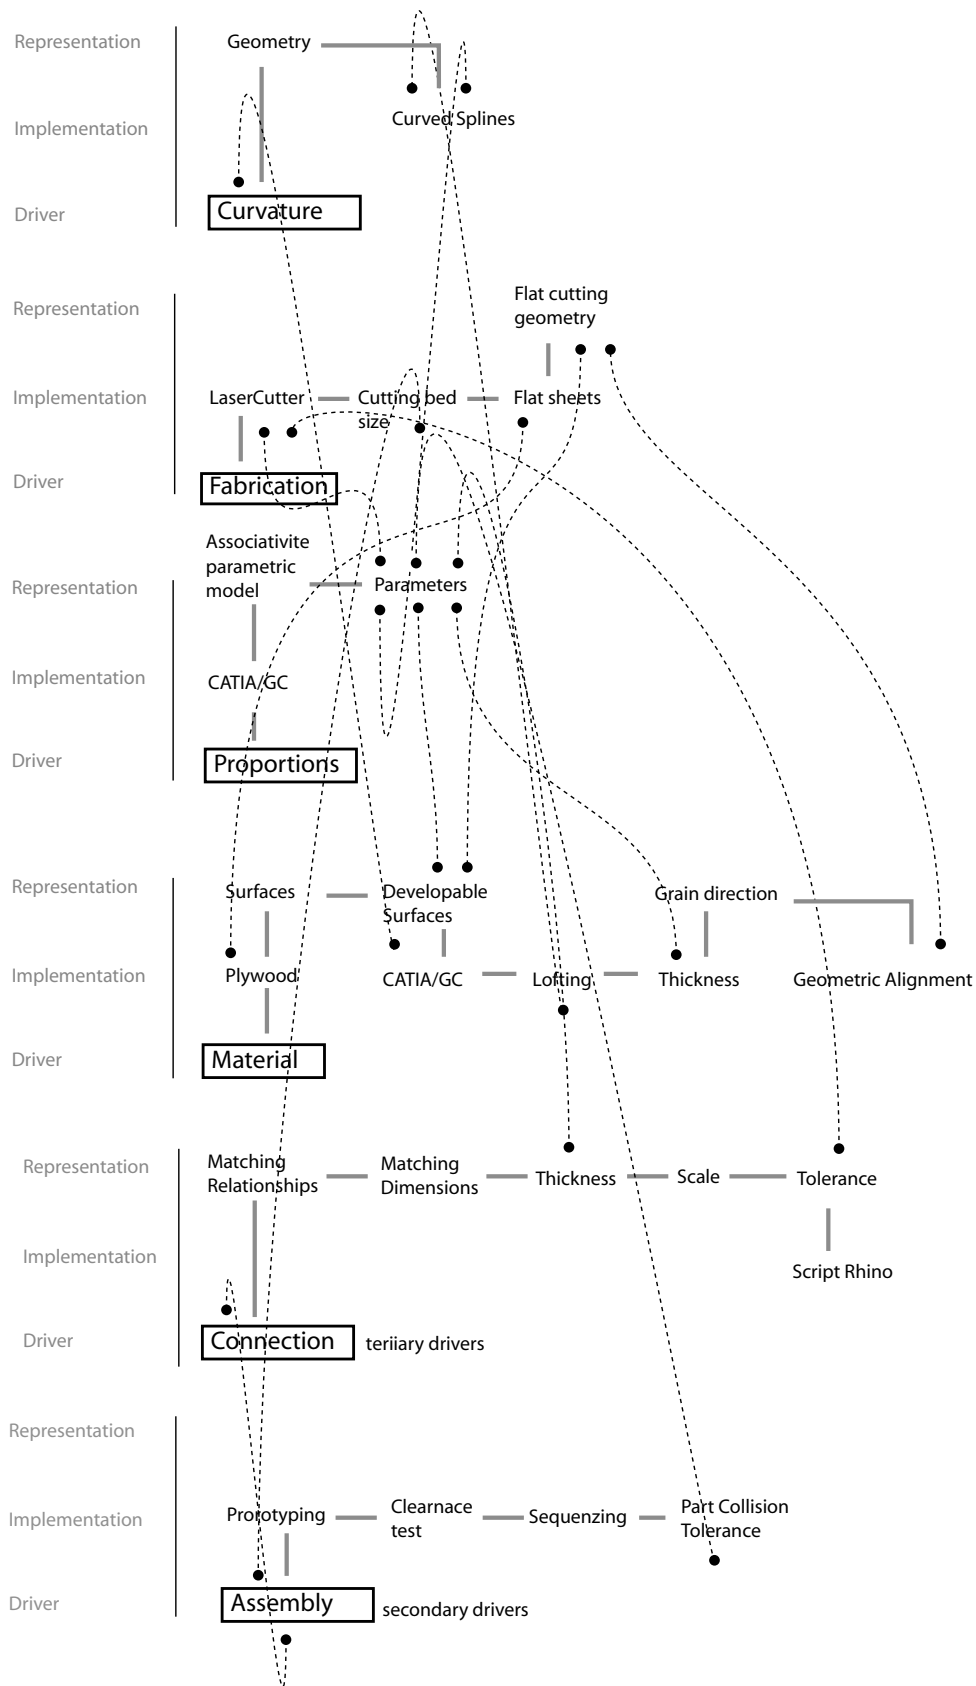 Representation
Geometry
Curved Splines
Implementation
Driver
Curvature
Representation
Flat cutting
geometry
Implementation
LaserCutter
Cutting bed
size
Flat sheets
Driver
Fabrication
Representation
Associativite
parametric
model
Parameters
Implementation
CATIA/GC
Driver
Proportions
Representation
Surfaces
Developable
Surfaces
Grain direction
Implementation
Plywood
CATIA/GC
Lofting
Thickness
Geometric Alignment
Driver
Material
Representation
Matching
Relationships
Matching
Dimensions
Thickness
Scale
Tolerance
Implementation
Script Rhino
Driver
Connection
teriiary drivers
Representation
Implementation
Prorotyping
Clearnace
test
Sequenzing
Part Collision
Tolerance
Driver
Assembly
secondary drivers